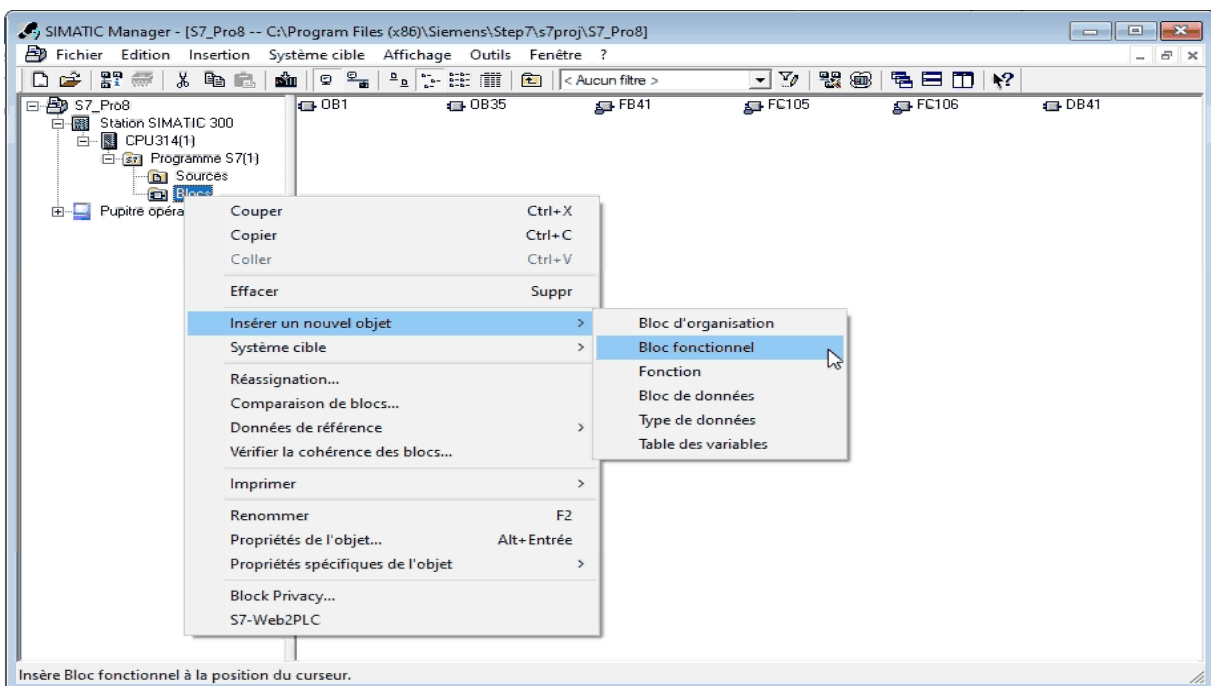 SIMATIC Manager - [S7_Pro8 -- C:\Program Files (x86)\Siemens\Step7\s7proj\S7_Pro8]
Fichier Edition Insertion Système cible Affichage Outils Fenêtre ?
< Aucun filtre >
S7_Pro8
Station SIMATIC 300
CPU314(1)
Programme S7(1)
Sources
Blocs
Pupitre opéra
OB1 OB35 FB41 FC105 FC106 DB41
Couper Ctrl+X
Copier Ctrl+C
Coller Ctrl+V
Effacer Suppr
Insérer un nouvel objet >
Système cible >
Réassignation...
Comparaison de blocs...
Données de référence >
Vérifier la cohérence des blocs...
Imprimer >
Renommer F2
Propriétés de l'objet... Alt+Entrée
Propriétés spécifiques de l'objet >
Block Privacy...
S7-Web2PLC
Bloc d'organisation
Bloc fonctionnel
Fonction
Bloc de données
Type de données
Table des variables
Insère Bloc fonctionnel à la position du curseur.